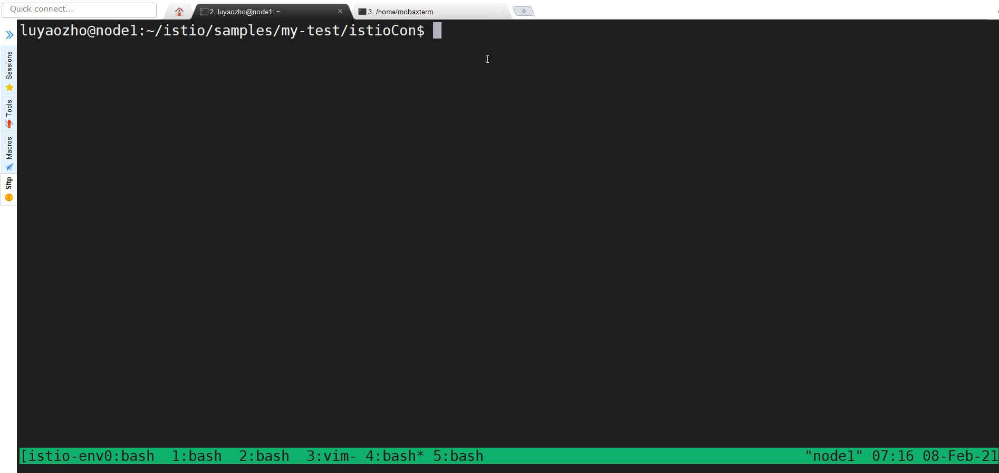 Quick connect...
2. luyaozho@node1: ~
3. /home/mobaxterm
luyaozho@node1:~/istio/samples/my-test/istioCon$
Sessions
Tools
Macros
Sftp
[istio-env0:bash  1:bash  2:bash  3:vim- 4:bash* 5:bash "node1" 07:16 08-Feb-21